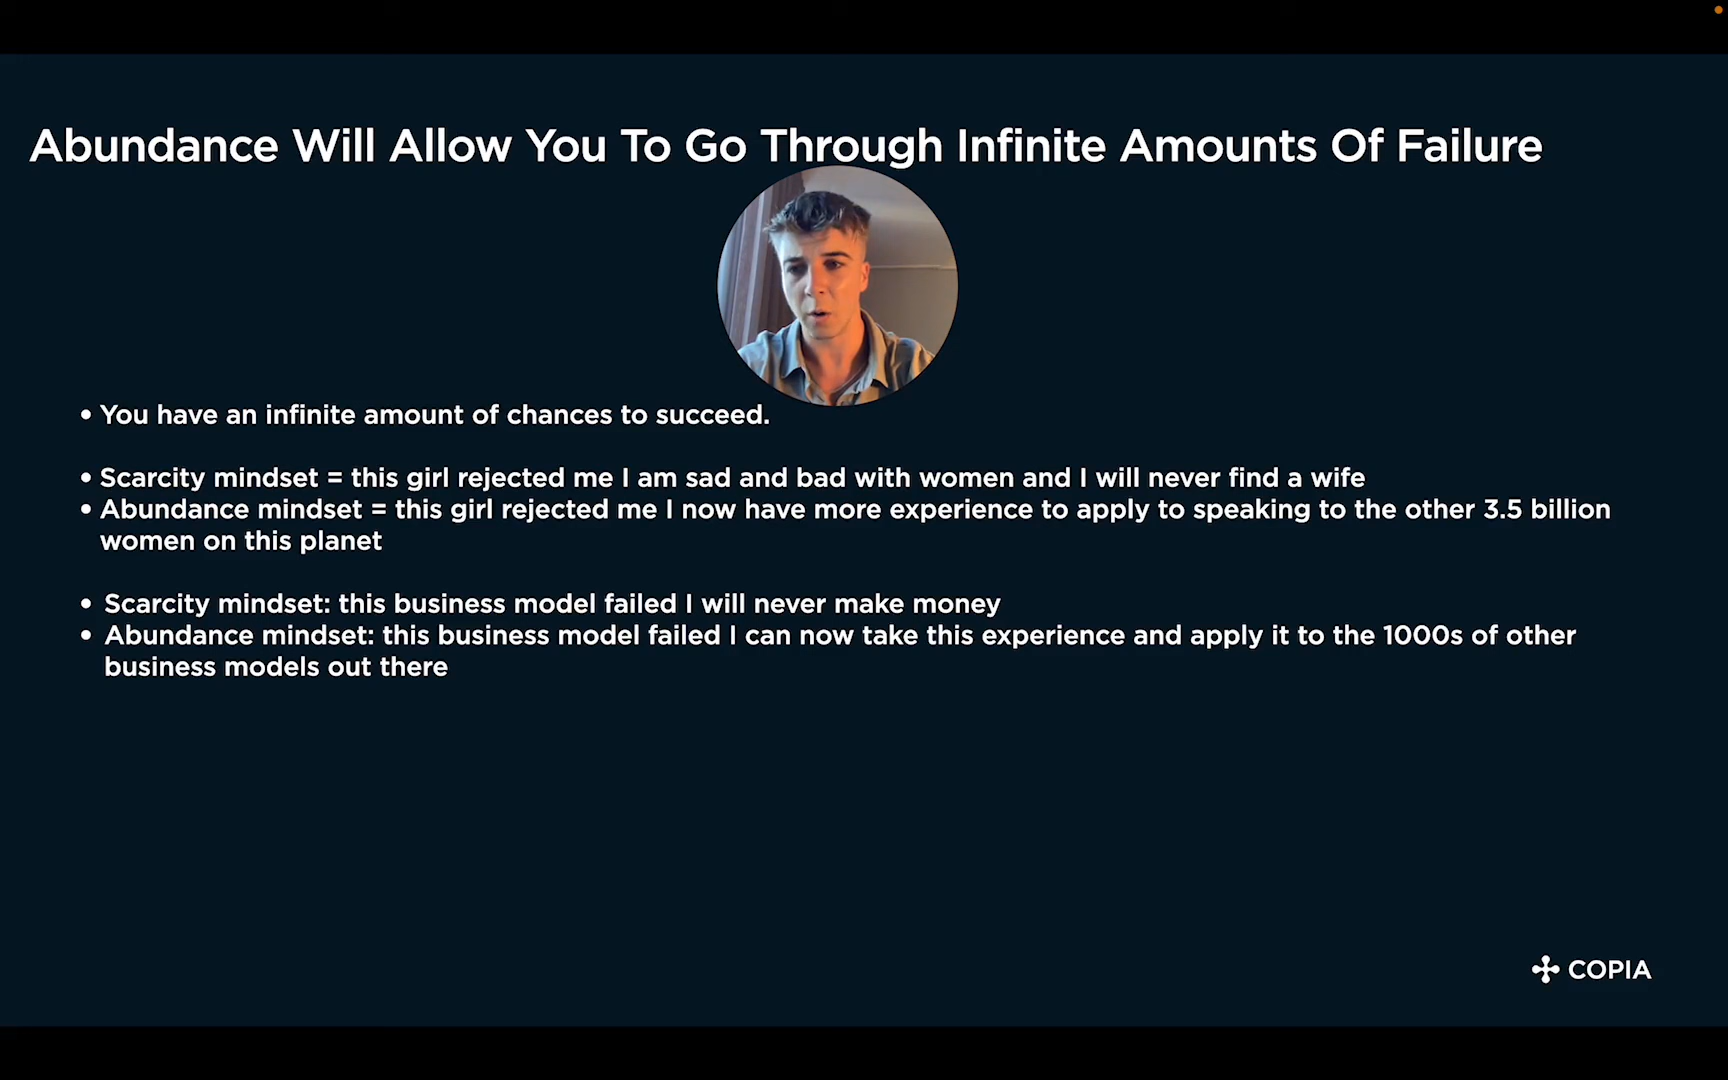 Abundance Will Allow You To Go Through Infinite Amounts Of Failure
• You have an infinite amount of chances to succeed.
• Scarcity mindset = this girl rejected me I am sad and bad with women and I will never find a wife
• Abundance mindset = this girl rejected me I now have more experience to apply to speaking to the other 3.5 billion
women on this planet
• Scarcity mindset: this business model failed I will never make money
• Abundance mindset: this business model failed I can now take this experience and apply it to the 1000s of other
business models out there
COPIA